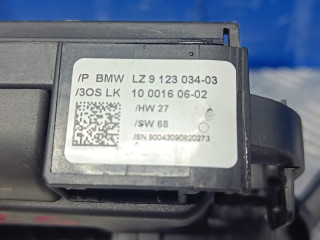 /P BMW LZ 9 123 034-03
/3OS LK 10 0016 06-02
/HW 27
/SW 68
/SN 90043090820273